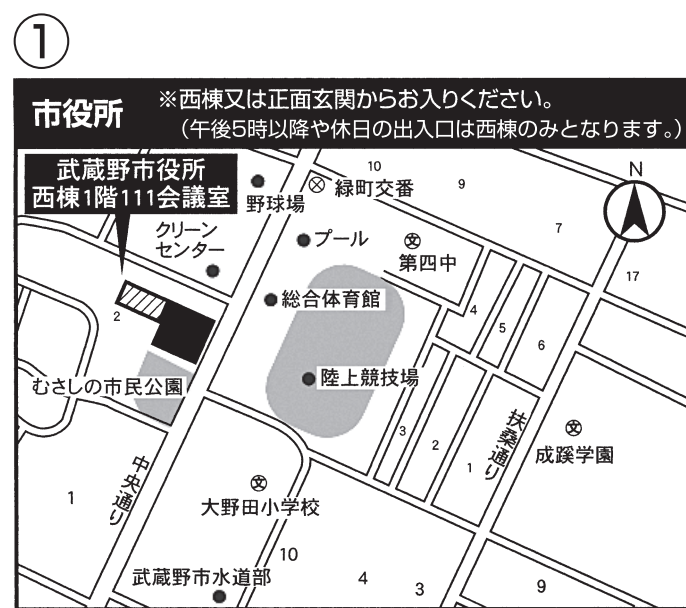 ①
市役所
※西棟又は正面玄関からお入りください。
(午後5時以降や休日の出入口は西棟のみとなります。)
武蔵野市役所
西棟1階111会議室
野球場
緑町交番
10
9
N
クリーン
センター
プール
第四中
7
17
総合体育館
2
4
5
6
むさしの市民公園
陸上競技場
3
2
1
扶桑通り
成蹊学園
中央通り
1
大野田小学校
10
武蔵野市水道部
4
3
9